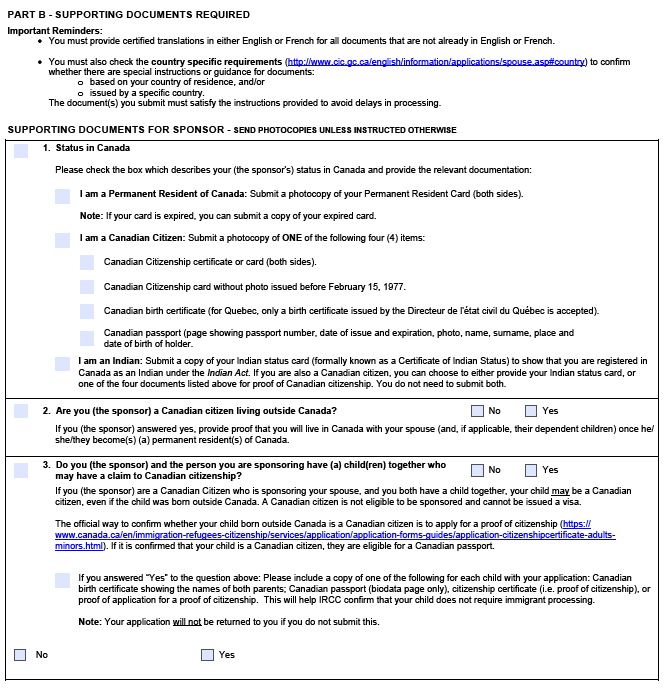 PART B - SUPPORTING DOCUMENTS REQUIRED
Important Reminders:
• You must provide certified translations in either English or French for all documents that are not already in English or French.
• You must also check the country specific requirements (http://www.cic.gc.ca/english/information/applications/spouse.asp#country) to confirm
whether there are special instructions or guidance for documents:
o based on your country of residence, and/or
o issued by a specific country.
The document(s) you submit must satisfy the instructions provided to avoid delays in processing.
SUPPORTING DOCUMENTS FOR SPONSOR - SEND PHOTOCOPIES UNLESS INSTRUCTED OTHERWISE
1. Status in Canada
Please check the box which describes your (the sponsor's) status in Canada and provide the relevant documentation:
I am a Permanent Resident of Canada: Submit a photocopy of your Permanent Resident Card (both sides).
Note: If your card is expired, you can submit a copy of your expired card.
I am a Canadian Citizen: Submit a photocopy of ONE of the following four (4) items:
Canadian Citizenship certificate or card (both sides).
Canadian Citizenship card without photo issued before February 15, 1977.
Canadian birth certificate (for Quebec, only a birth certificate issued by the Directeur de l'état civil du Québec is accepted).
Canadian passport (page showing passport number, date of issue and expiration, photo, name, surname, place and
date of birth of holder.
I am an Indian: Submit a copy of your Indian status card (formally known as a Certificate of Indian Status) to show that you are registered in
Canada as an Indian under the Indian Act. If you are also a Canadian citizen, you can choose to either provide your Indian status card, or
one of the four documents listed above for proof of Canadian citizenship. You do not need to submit both.
2. Are you (the sponsor) a Canadian citizen living outside Canada? No Yes
If you (the sponsor) answered yes, provide proof that you will live in Canada with your spouse (and, if applicable, their dependent children) once he/
she/they become(s) (a) permanent resident(s) of Canada.
3. Do you (the sponsor) and the person you are sponsoring have (a) child(ren) together who
may have a claim to Canadian citizenship? No Yes
If you (the sponsor) are a Canadian Citizen who is sponsoring your spouse, and you both have a child together, your child may be a Canadian
citizen, even if the child was born outside Canada. A Canadian citizen is not eligible to be sponsored and cannot be issued a visa.
The official way to confirm whether your child born outside Canada is a Canadian citizen is to apply for a proof of citizenship (https://
www.canada.ca/en/immigration-refugees-citizenship/services/application/application-forms-guides/application-citizenshipcertificate-adults-
minors.html). If it is confirmed that your child is a Canadian citizen, they are eligible for a Canadian passport.
If you answered "Yes" to the question above: Please include a copy of one of the following for each child with your application: Canadian
birth certificate showing the names of both parents; Canadian passport (biodata page only), citizenship certificate (i.e. proof of citizenship), or
proof of application for a proof of citizenship. This will help IRCC confirm that your child does not require immigrant processing.
Note: Your application will not be returned to you if you do not submit this.
No Yes